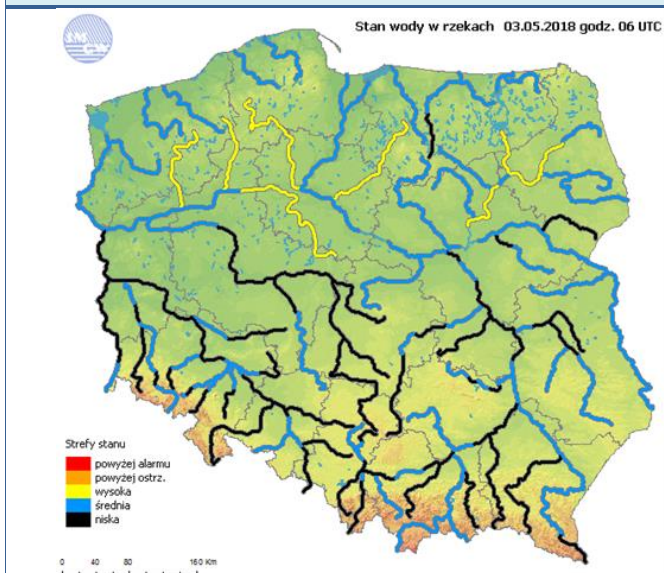 Stan wody w rzekach 03.05.2018 godz. 06 UTC
Strefy stanu
powyżej alarmu
powyżej ostrz.
wysoka
średnia
niska
0 40 80 160 Km